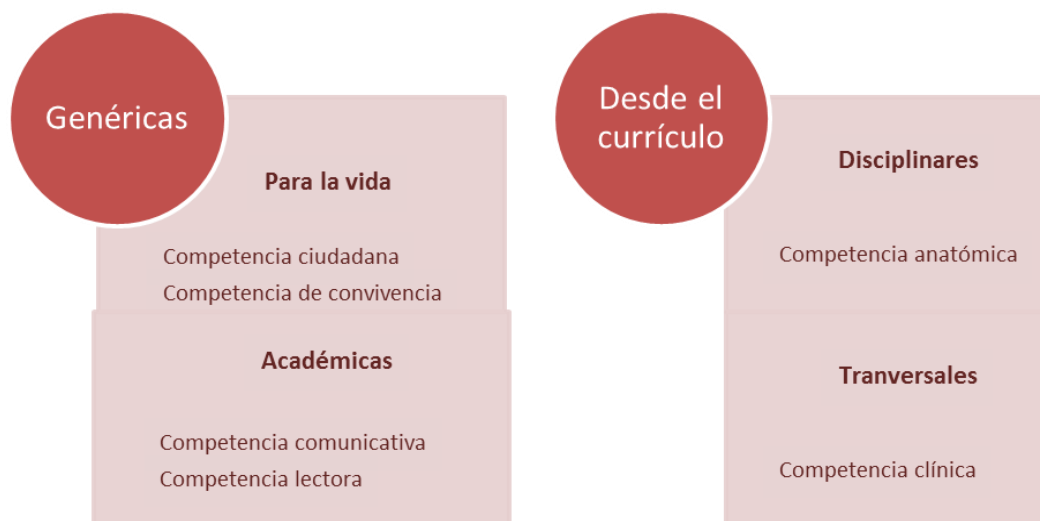 Genéricas
Para la vida
Competencia ciudadana
Competencia de convivencia
Académicas
Competencia comunicativa
Competencia lectora
Desde el
currículo
Disciplinares
Competencia anatómica
Tranversales
Competencia clínica